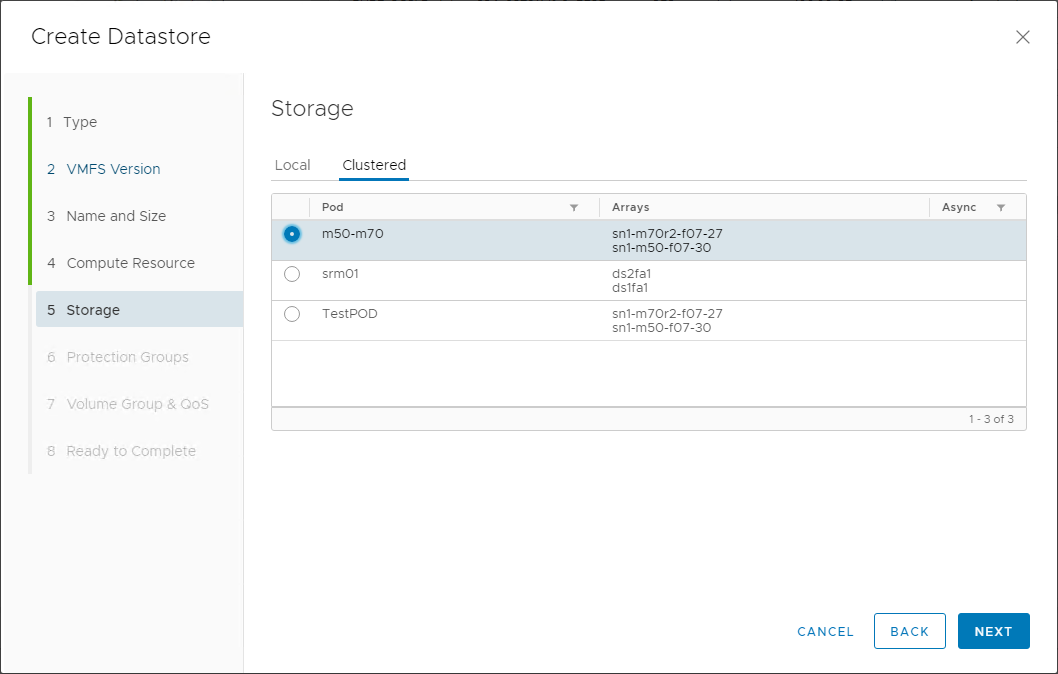 Create Datastore
1 Type
2 VMFS Version
3 Name and Size
4 Compute Resource
5 Storage
6 Protection Groups
7 Volume Group & QoS
8 Ready to Complete
Storage
Local Clustered
Pod Arrays Async
m50-m70 sn1-m70r2-f07-27
sn1-m50-f07-30
srm01 ds2fa1
ds1fa1
TestPOD sn1-m70r2-f07-27
sn1-m50-f07-30
1 - 3 of 3
CANCEL BACK NEXT